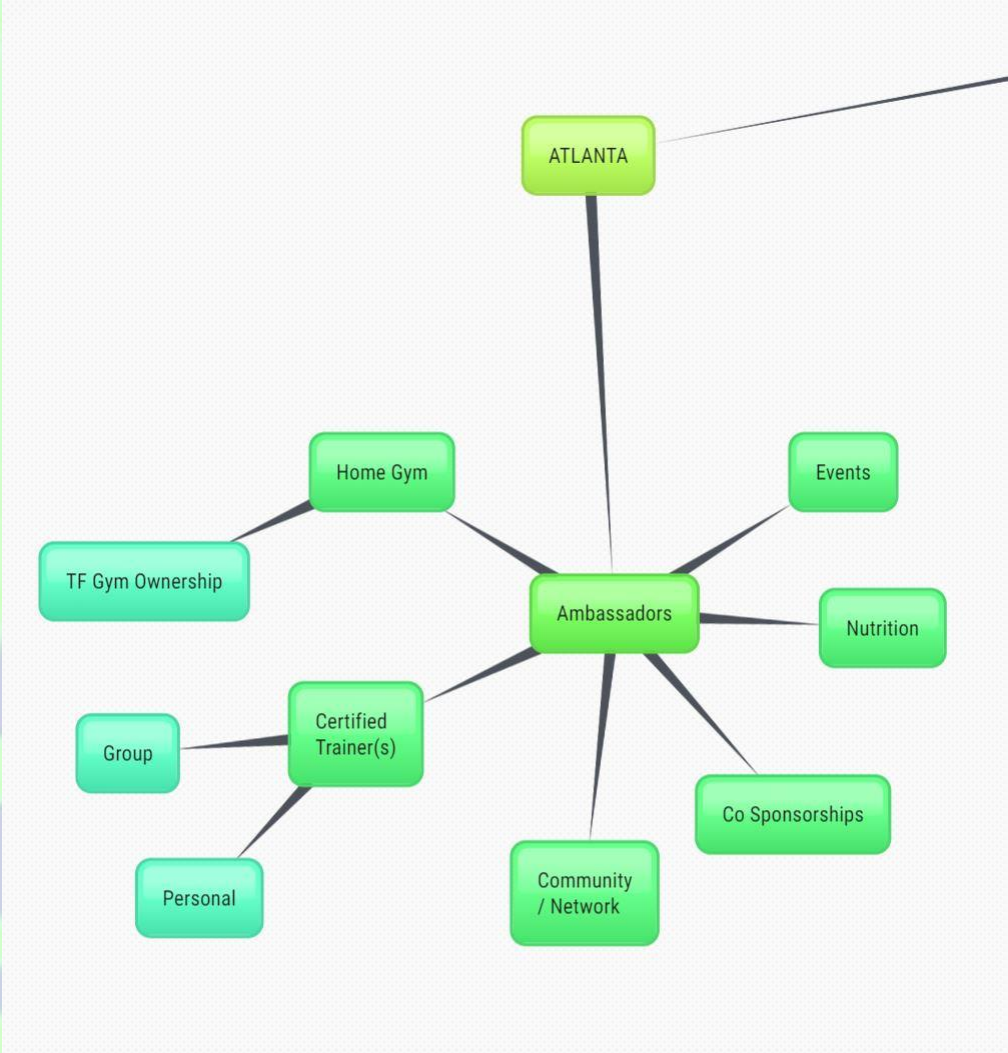 ATLANTA
Home Gym
Events
TF Gym Ownership
Ambassadors
Nutrition
Certified
Trainer(s)
Group
Co Sponsorships
Personal
Community
/ Network